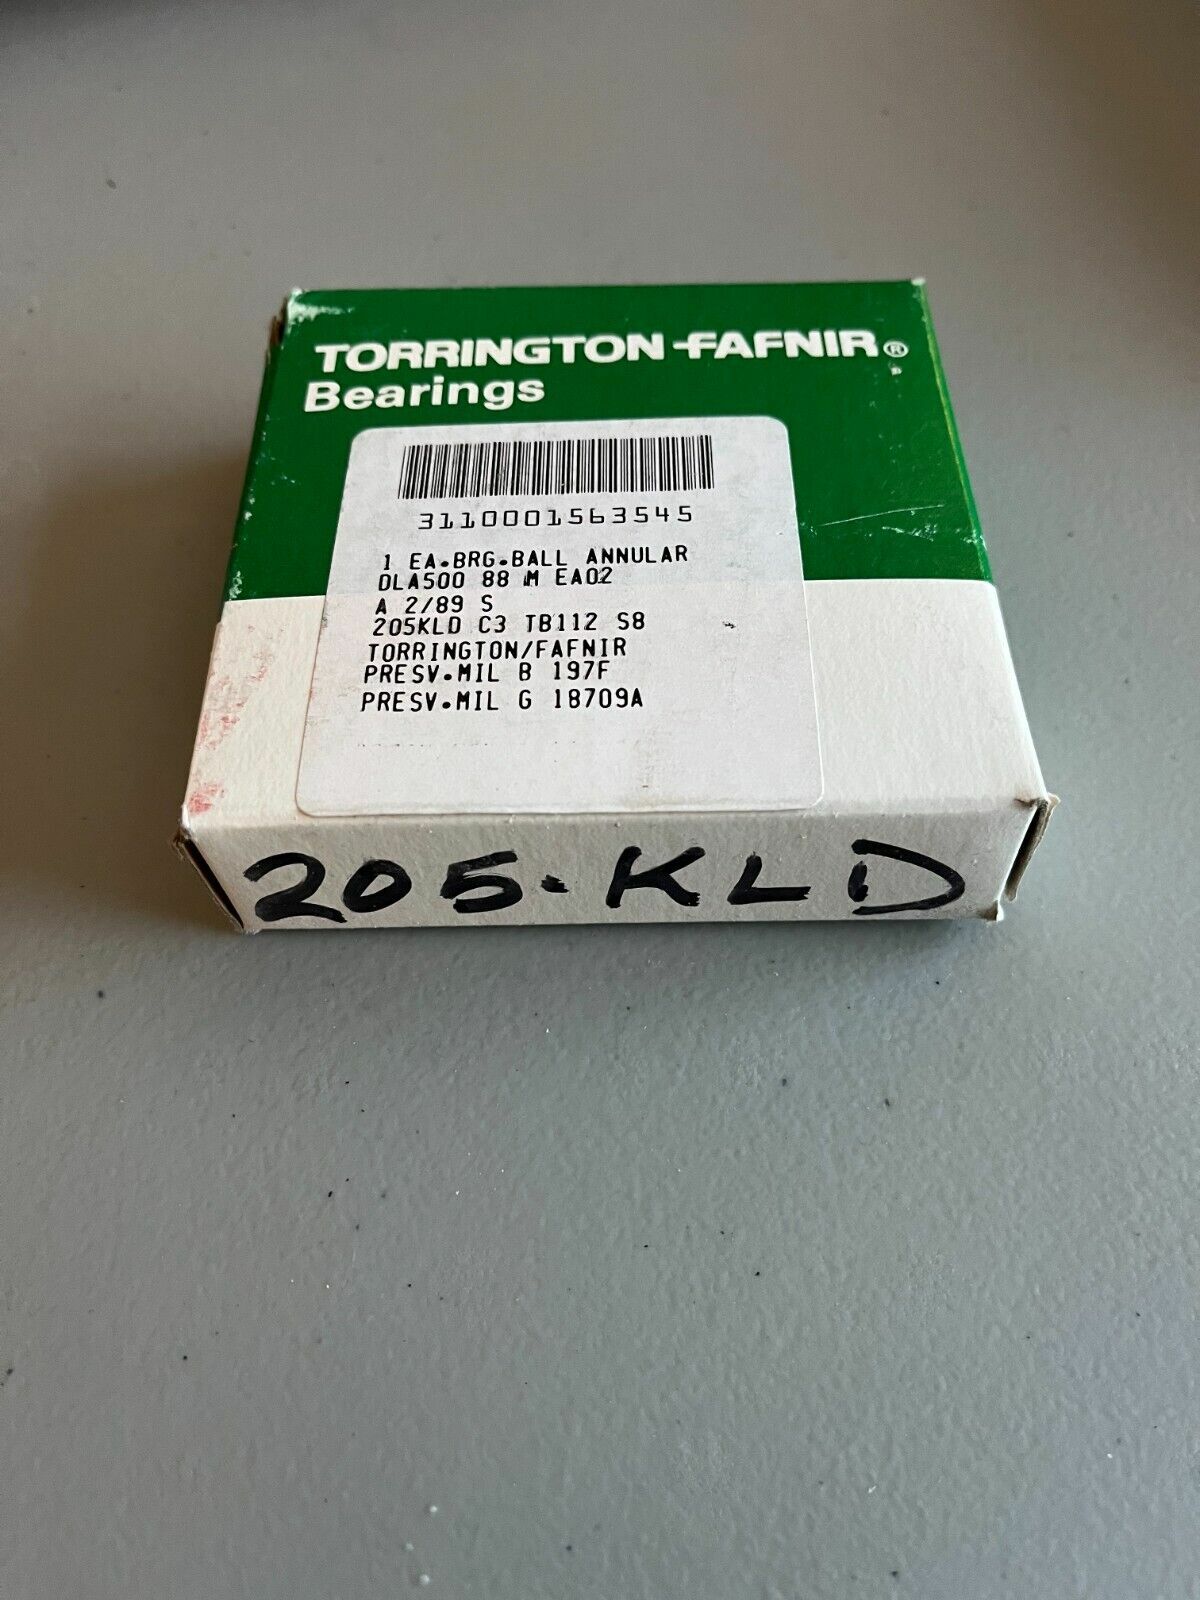 TORRINGTON-FAFNIR®
Bearings
3110001563545
1 EA.BRG.BALL ANNULAR
DLA500 88 M EA02
A 2/89 S
205KLD C3 TB112 S8
TORRINGTON/FAFNIR
PRESV.MIL B 197F
PRESV.MIL G 18709A
205.KLD